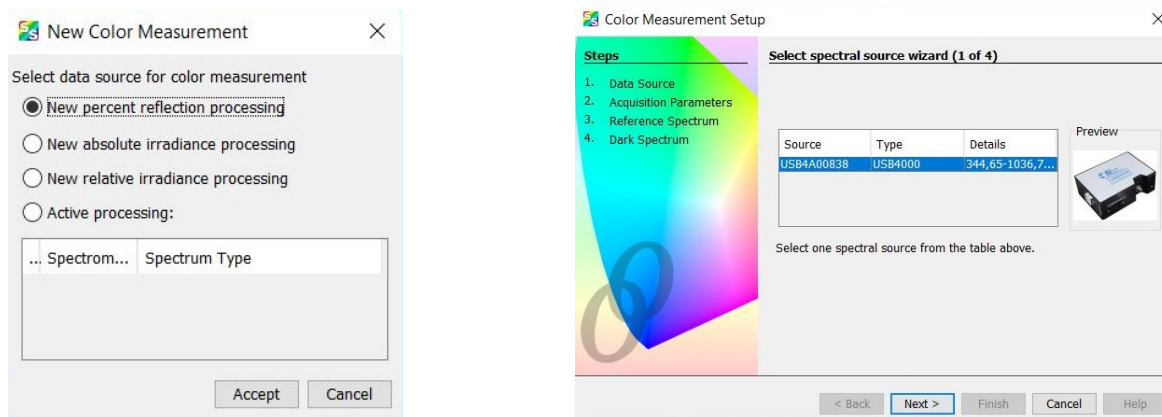 New Color Measurement
Select data source for color measurement
New percent reflection processing
New absolute irradiance processing
New relative irradiance processing
Active processing:
... Spectrom... Spectrum Type
Accept Cancel
Color Measurement Setup
Steps
1. Data Source
2. Acquisition Parameters
3. Reference Spectrum
4. Dark Spectrum
Select spectral source wizard (1 of 4)
Source Type Details
USB4A00838 USB4000 344,65-1036,7...
Preview
Select one spectral source from the table above.
< Back Next > Finish Cancel Help